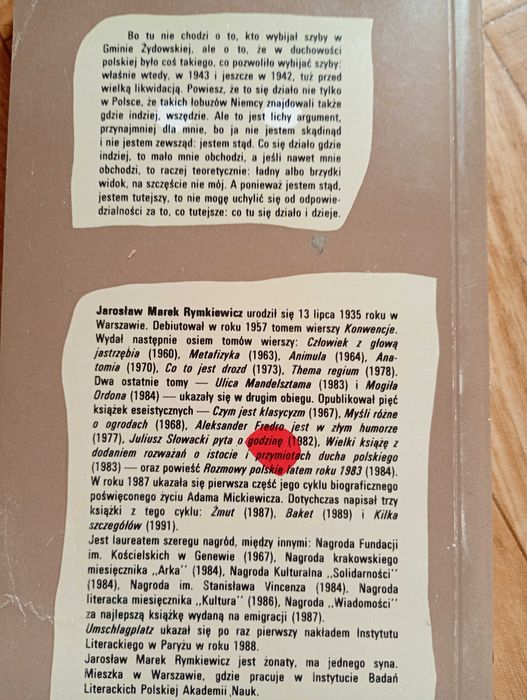 Bo tu nie chodzi o to, kto wybijał szyby w
Gminie Żydowskiej, ale o to, że w duchowości
polskiej było coś takiego, co pozwoliło wybijać szyby:
właśnie wtedy, w 1943 i jeszcze w 1942, tuż przed
wielką likwidacją. Powiesz, że to się działo nie tylko
w Polsce, że takich łobuzów Niemcy znajdowali także
gdzie indziej, wszędzie. Ale to jest lichy argument,
przynajmniej dla mnie, bo ja nie jestem skądinąd
i nie jestem zewsząd: jestem stąd. Co się działo gdzie
indziej, to mało mnie obchodzi, a jeśli nawet mnie
obchodzi, to raczej teoretycznie: ładny albo brzydki
widok, na szczęście nie mój. A ponieważ jestem stąd,
jestem tutejszy, to nie mogę uchylić się od odpowie-
dzialności za to, co tutejsze: co tu się działo i dzieje.
Jarosław Marek Rymkiewicz urodził się 13 lipca 1935 roku w
Warszawie. Debiutował w roku 1957 tomem wierszy Konwencje.
Wydał następnie osiem tomów wierszy: Człowiek z głową
jastrzębia (1960), Metafizyka (1963), Animula (1964), Ana-
tomia (1970), Co to jest drozd (1973), Thema regium (1978).
Dwa ostatnie tomy — Ulica Mandelsztama (1983) i Mogiła
Ordona (1984) — ukazały się w drugim obiegu. Opublikował pięć
książek eseistycznych — Czym jest klasycyzm (1967), Myśli różne
o ogrodach (1968), Aleksander Fredro jest w złym humorze
(1977), Juliusz Słowacki pyta o godzinę (1982), Wielki książę z
dodaniem rozważań o istocie i przymiotach ducha polskiego
(1983) — oraz powieść Rozmowy polskie latem roku 1983 (1984).
W roku 1987 ukazała się pierwsza część jego cyklu biograficznego
poświęconego życiu Adama Mickiewicza. Dotychczas napisał trzy
książki z tego cyklu: Żmut (1987), Baket (1989) i Kilka
szczegółów (1991).
Jest laureatem szeregu nagród, między innymi: Nagroda Fundacji
im. Kościelskich w Genewie (1967), Nagroda krakowskiego
miesięcznika „Arka" (1984), Nagroda Kulturalna „Solidarności"
(1984), Nagroda im. Stanisława Vincenza (1984), Nagroda
literacka miesięcznika „Kultura" (1986), Nagroda „Wiadomości"
za najlepszą książkę wydaną na emigracji (1987).
Umschlagplatz ukazał się po raz pierwszy nakładem Instytutu
Literackiego w Paryżu w roku 1988.
Jarosław Marek Rymkiewicz jest żonaty, ma jednego syna.
Mieszka w Warszawie, gdzie pracuje w Instytucie Badań
Literackich Polskiej Akademii Nauk.